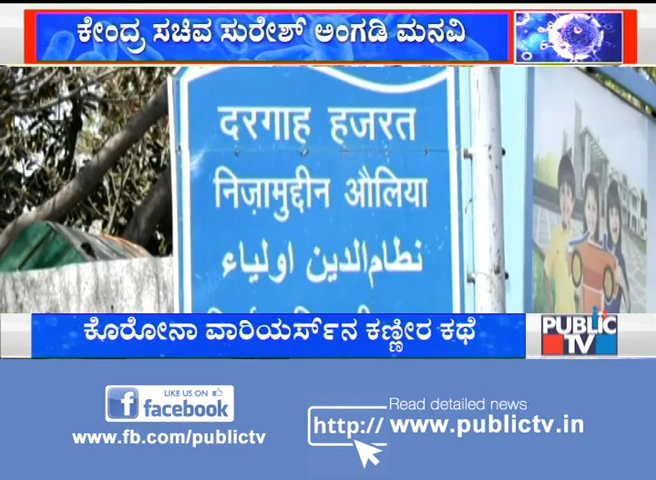 ಕೇಂದ್ರ ಸಚಿವ ಸುರೇಶ್ ಅಂಗಡಿ ಮನವಿ
दरगाह हजरत
निज़ामुद्दीन औलिया
نظام الدین اولیاء
ಕೊರೋನಾ ವಾರಿಯರ್ಸ್‌ನ ಕಣ್ಣೀರ ಕಥೆ
PUBLIC
TV
LIKE US ON
facebook
www.fb.com/publictv
Read detailed news
http:// www.publictv.in